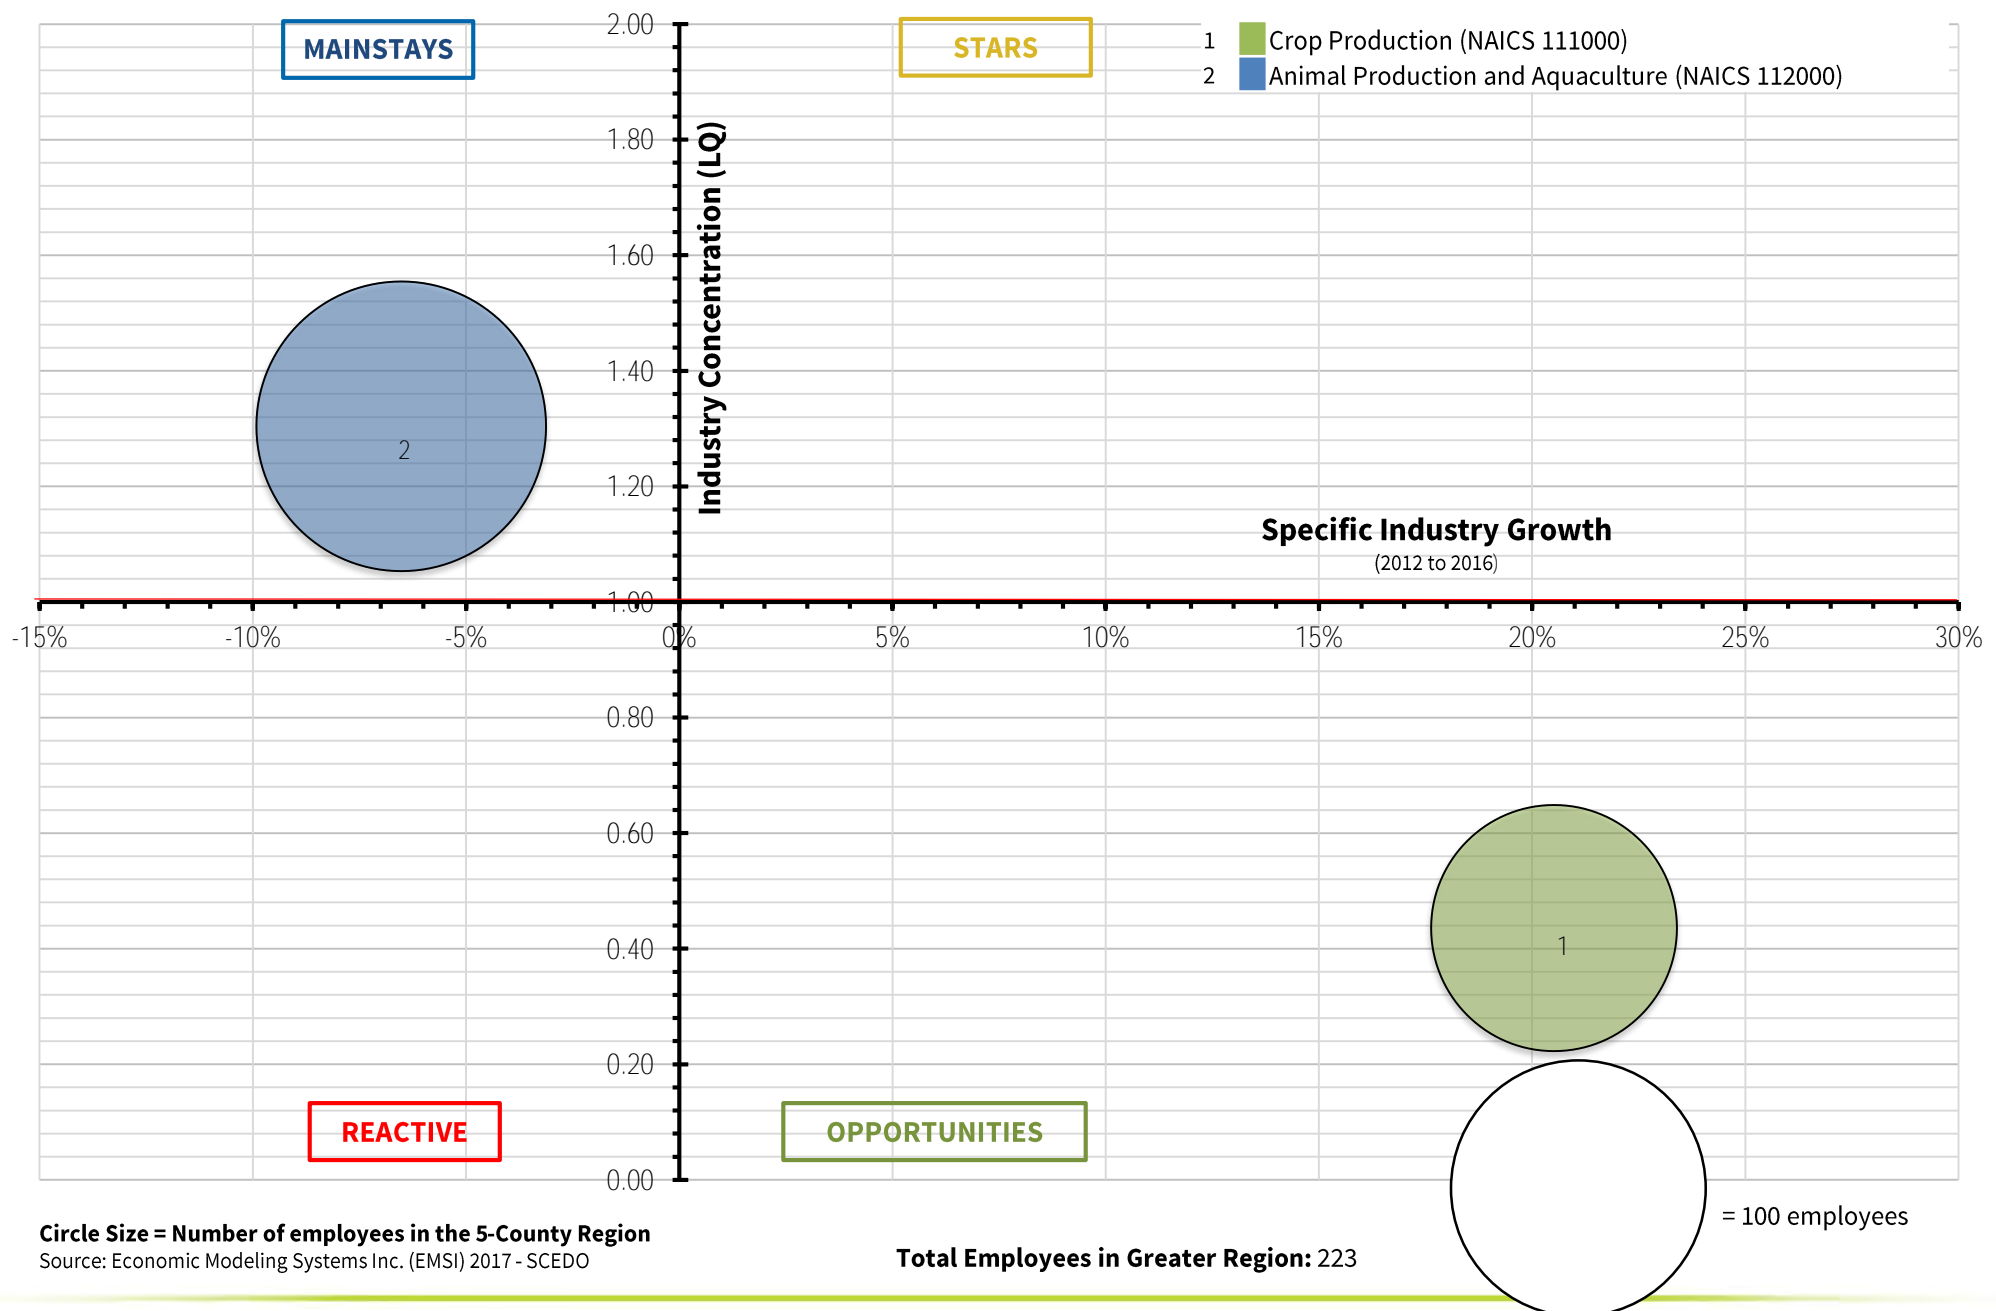 MAINSTAYS
STARS
1 Crop Production (NAICS 111000)
2 Animal Production and Aquaculture (NAICS 112000)
2.00
1.80
1.60
1.40
1.20
1.00
0.80
0.60
0.40
0.20
0.00
Industry Concentration (LQ)
2
Specific Industry Growth
(2012 to 2016)
-15% -10% -5% 0% 5% 10% 15% 20% 25% 30%
1
REACTIVE
OPPORTUNITIES
= 100 employees
Circle Size = Number of employees in the 5-County Region
Source: Economic Modeling Systems Inc. (EMSI) 2017 - SCEDO
Total Employees in Greater Region: 223